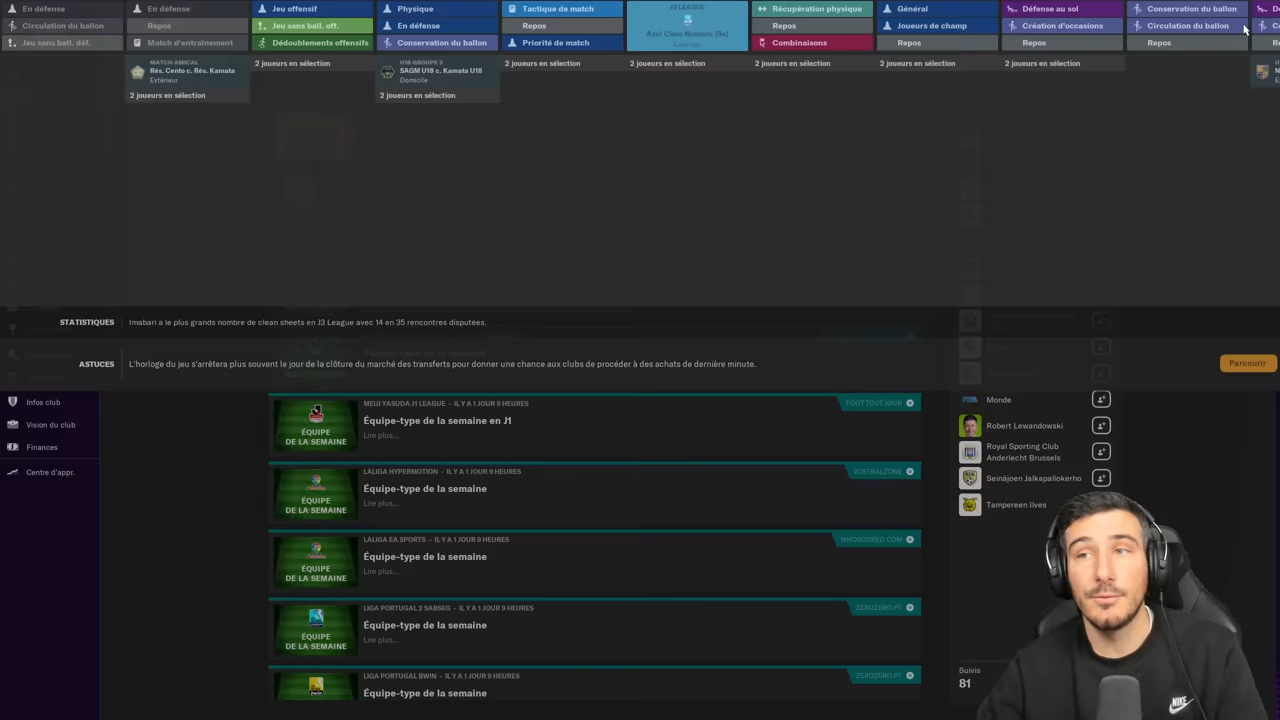 En défense
En défense
Jeu offensif
Physique
Tactique de match
J3 LEAGUE
Récupération physique
Général
Défense au sol
Conservation du ballon
Circulation du ballon
Repos
Jeu sans ball. off.
En défense
Repos
Azul Claro Numazu (9e)
Repos
Joueurs de champ
Création d'occasions
Circulation du ballon
Jeu sans ball. déf.
Match d'entrainement
Dédoublements offensifs
Conservation du ballon
Priorité de match
Extérieur
Combinaisons
Repos
Repos
Repos
MATCH AMICAL
Rés. Cento c. Rés. Kamata
Extérieur
2 joueurs en sélection
2 joueurs en sélection
U18 GROUPE 3
SAGM U18 c. Kamata U18
Domicile
2 joueurs en sélection
2 joueurs en sélection
2 joueurs en sélection
2 joueurs en sélection
2 joueurs en sélection
2 joueurs en sélection
STATISTIQUES
Imabari a le plus grands nombre de clean sheets en J3 League avec 14 en 35 rencontres disputées.
ASTUCES
L'horloge du jeu s'arrêtera plus souvent le jour de la clôture du marché des transferts pour donner une chance aux clubs de procéder à des achats de dernière minute.
Parcourir
Infos club
Vision du club
Finances
Centre d'appr.
MEIJI YASUDA J1 LEAGUE - IL Y A 1 JOUR 9 HEURES
FOOT TOUT JOUR
Équipe-type de la semaine en J1
Lire plus...
ÉQUIPE
DE LA SEMAINE
LALIGA HYPERMOTION - IL Y A 1 JOUR 9 HEURES
VOETBALZONE
Équipe-type de la semaine
Lire plus...
ÉQUIPE
DE LA SEMAINE
LALIGA EA SPORTS - IL Y A 1 JOUR 9 HEURES
WHOSCORED.COM
Équipe-type de la semaine
Lire plus...
ÉQUIPE
DE LA SEMAINE
LIGA PORTUGAL 2 SABSEG - IL Y A 1 JOUR 9 HEURES
ZEROZERO.PT
Équipe-type de la semaine
Lire plus...
ÉQUIPE
DE LA SEMAINE
LIGA PORTUGAL BWIN - IL Y A 1 JOUR 9 HEURES
ZEROZERO.PT
Équipe-type de la semaine
Monde
Robert Lewandowski
Royal Sporting Club
Anderlecht Brussels
Seinäjoen Jalkapallokerho
Tampereen Ilves
Suivis
81
NIKE